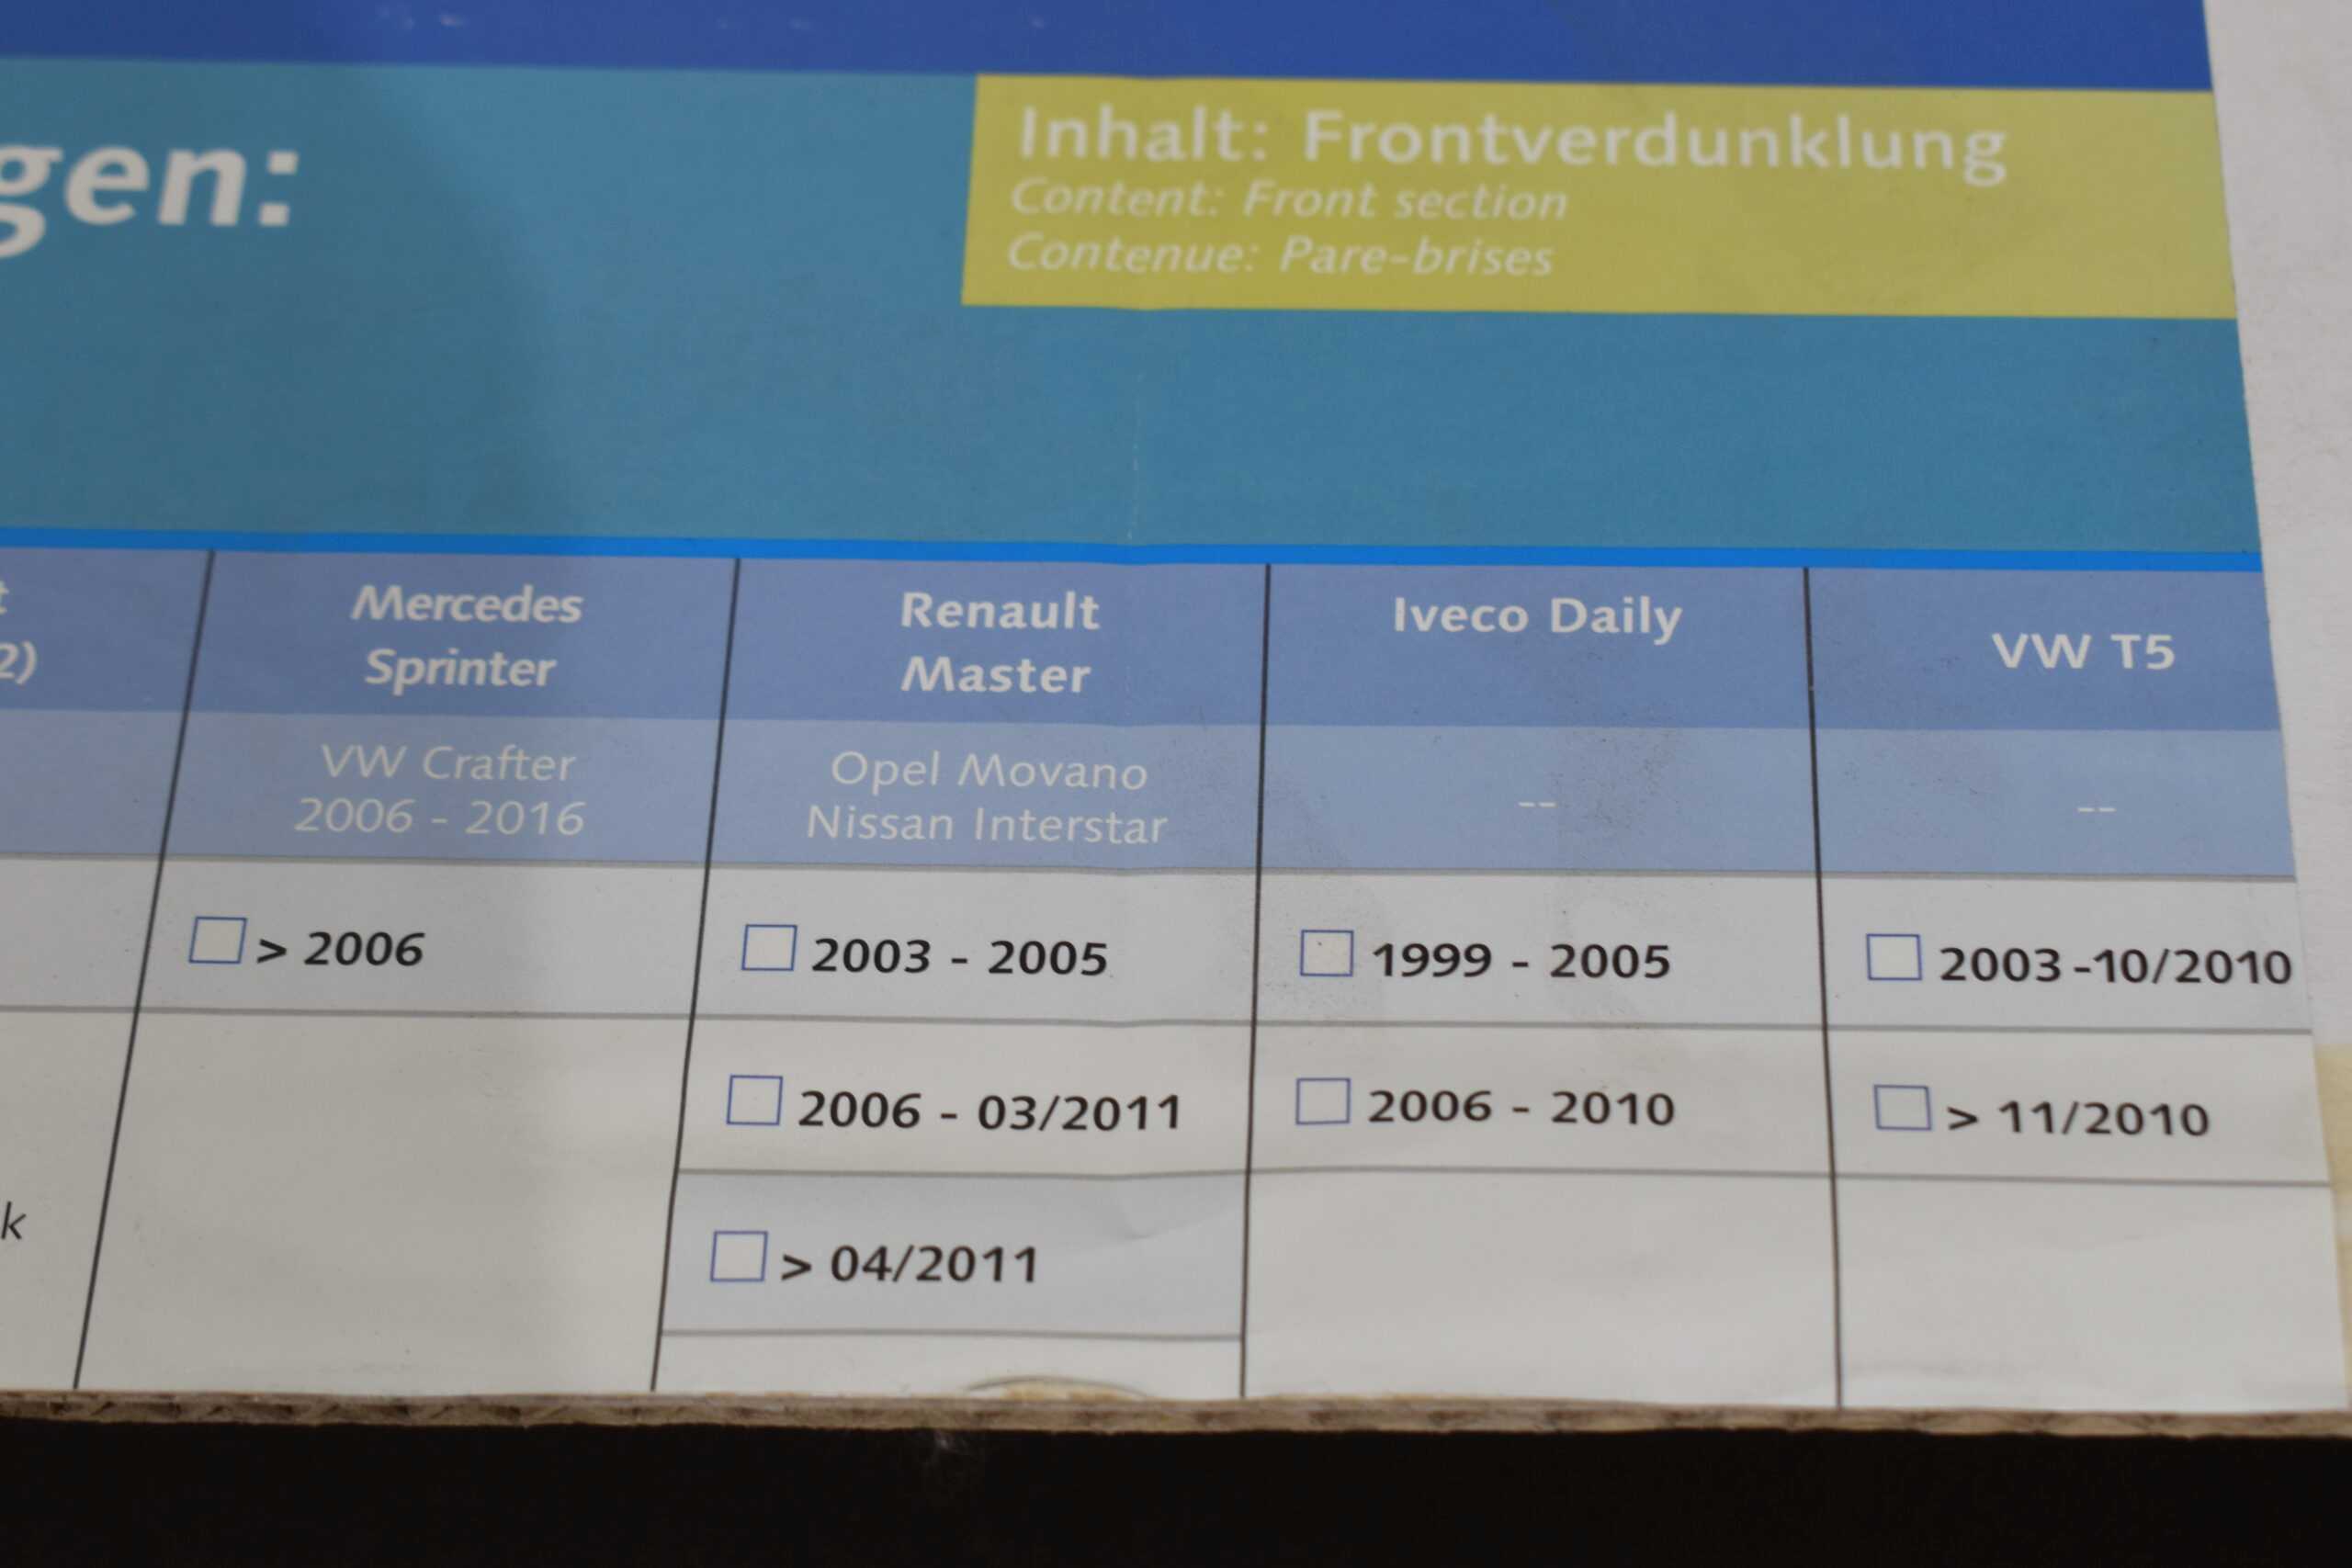 gen:
Inhalt: Frontverdunklung
Content: Front section
Contenue: Pare-brises
t
2)
Mercedes
Sprinter
Renault
Master
Iveco Daily
VW T5
VW Crafter
2006 - 2016
Opel Movano
Nissan Interstar
--
--
> 2006
2003 - 2005
1999 - 2005
2003 -10/2010
2006 - 03/2011
2006 - 2010
> 11/2010
k
> 04/2011